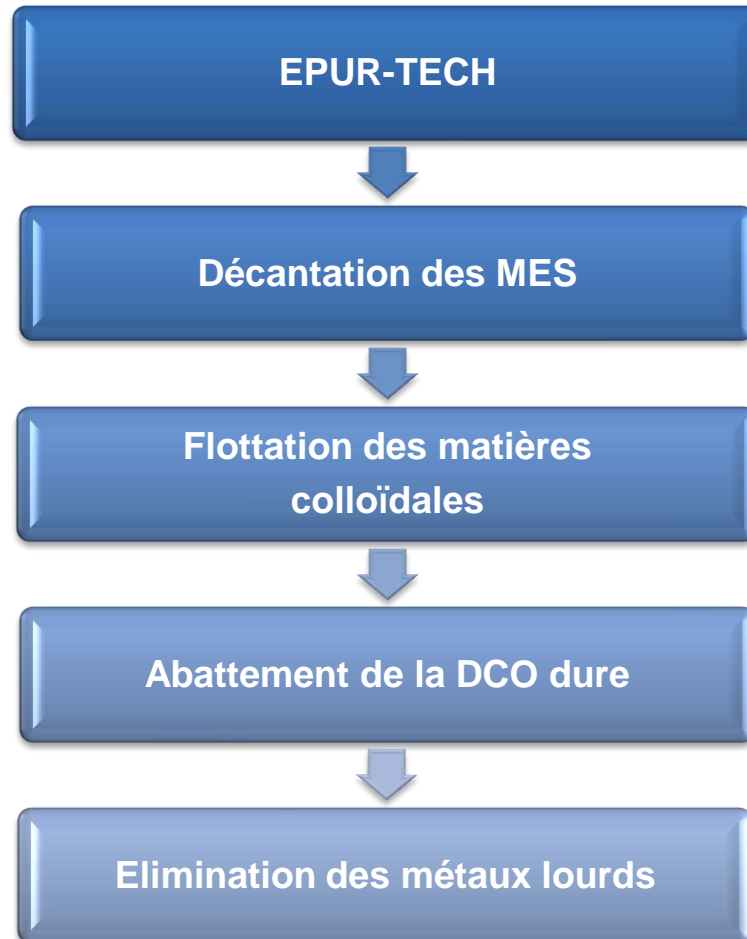 EPUR-TECH
Décantation des MES
Flottation des matières
colloïdales
Abattement de la DCO dure
Elimination des métaux lourds